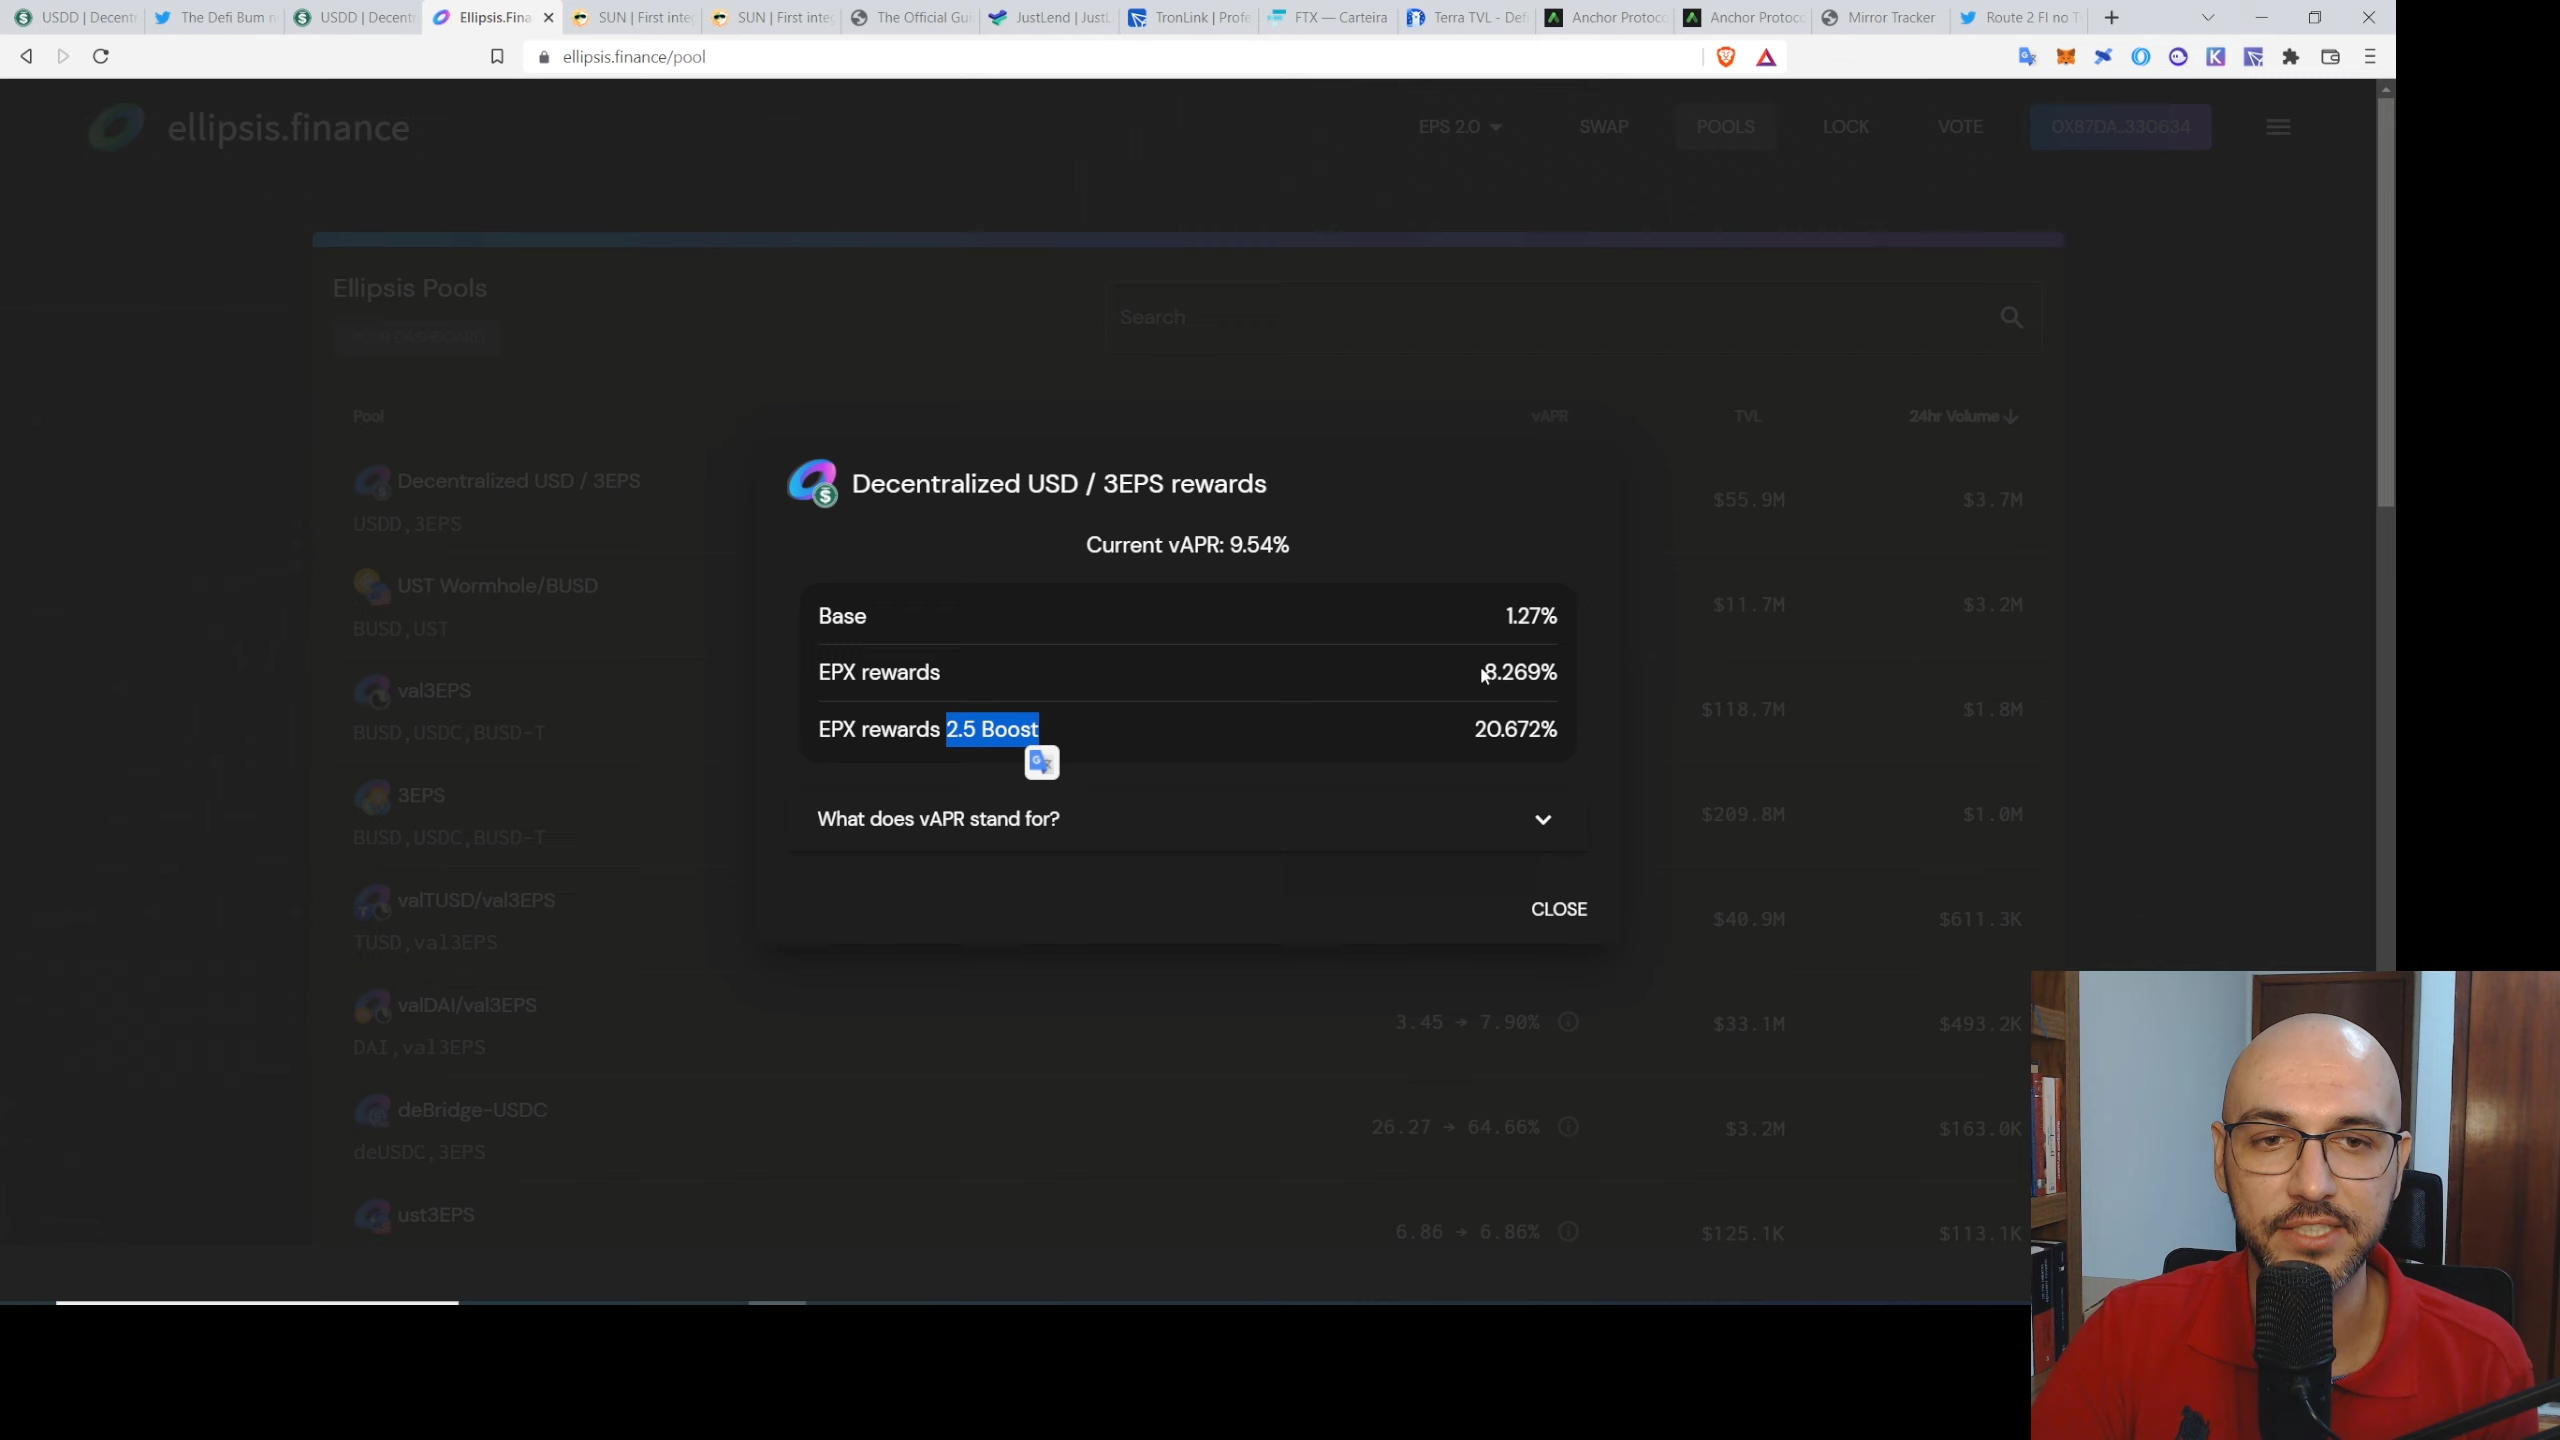 USDD | Decentr
The Defi Bum n
USDD | Decentr
Ellipsis.Fina
SUN | First inte
SUN | First inte
The Official Gui
JustLend | JustL
TronLink | Profe
FTX — Carteira
Terra TVL - Defi
Anchor Protoco
Anchor Protoco
Mirror Tracker
Route 2 FI no T
ellipsis.finance/pool
ellipsis.finance
EPS 2.0
SWAP
POOLS
LOCK
VOTE
0X87DA..330634
Ellipsis Pools
YOUR DASHBOARD
Search
Pool
vAPR
TVL
24hr Volume
Decentralized USD / 3EPS
USDD,3EPS
$55.9M
$3.7M
UST Wormhole/BUSD
BUSD,UST
$11.7M
$3.2M
val3EPS
BUSD,USDC,BUSD-T
$118.7M
$1.8M
3EPS
BUSD,USDC,BUSD-T
$209.8M
$1.0M
valTUSD/val3EPS
TUSD,val3EPS
$40.9M
$611.3K
valDAI/val3EPS
DAI,val3EPS
3.45 → 7.90%
$33.1M
$493.2K
deBridge-USDC
deUSDC,3EPS
26.27 → 64.66%
$3.2M
$163.0K
ust3EPS
6.86 → 6.86%
$125.1K
$113.1K
Decentralized USD / 3EPS rewards
Current vAPR: 9.54%
Base
1.27%
EPX rewards
8.269%
EPX rewards 2.5 Boost
20.672%
What does vAPR stand for?
CLOSE